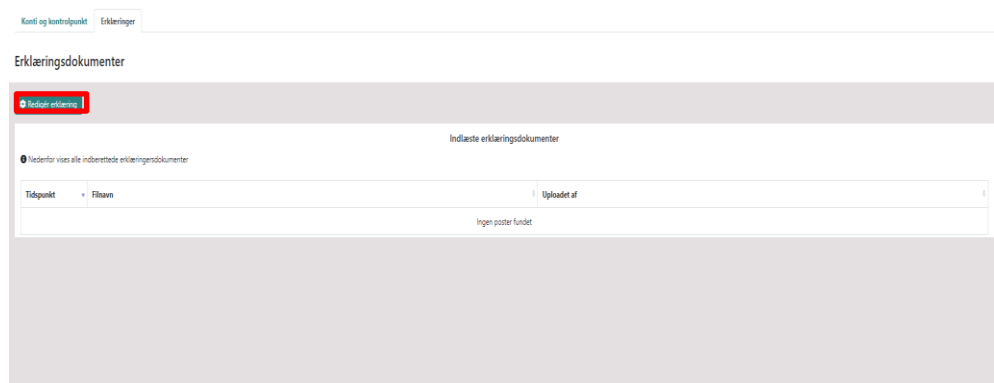 Konti og kontrolpunkt Erklæringer
Erklæringsdokumenter
Redigér erklæring
Indlæste erklæringsdokumenter
Nedenfor vises alle indberettede erklæringersdokumenter
Tidspunkt Filnavn Uploadet af
Ingen poster fundet